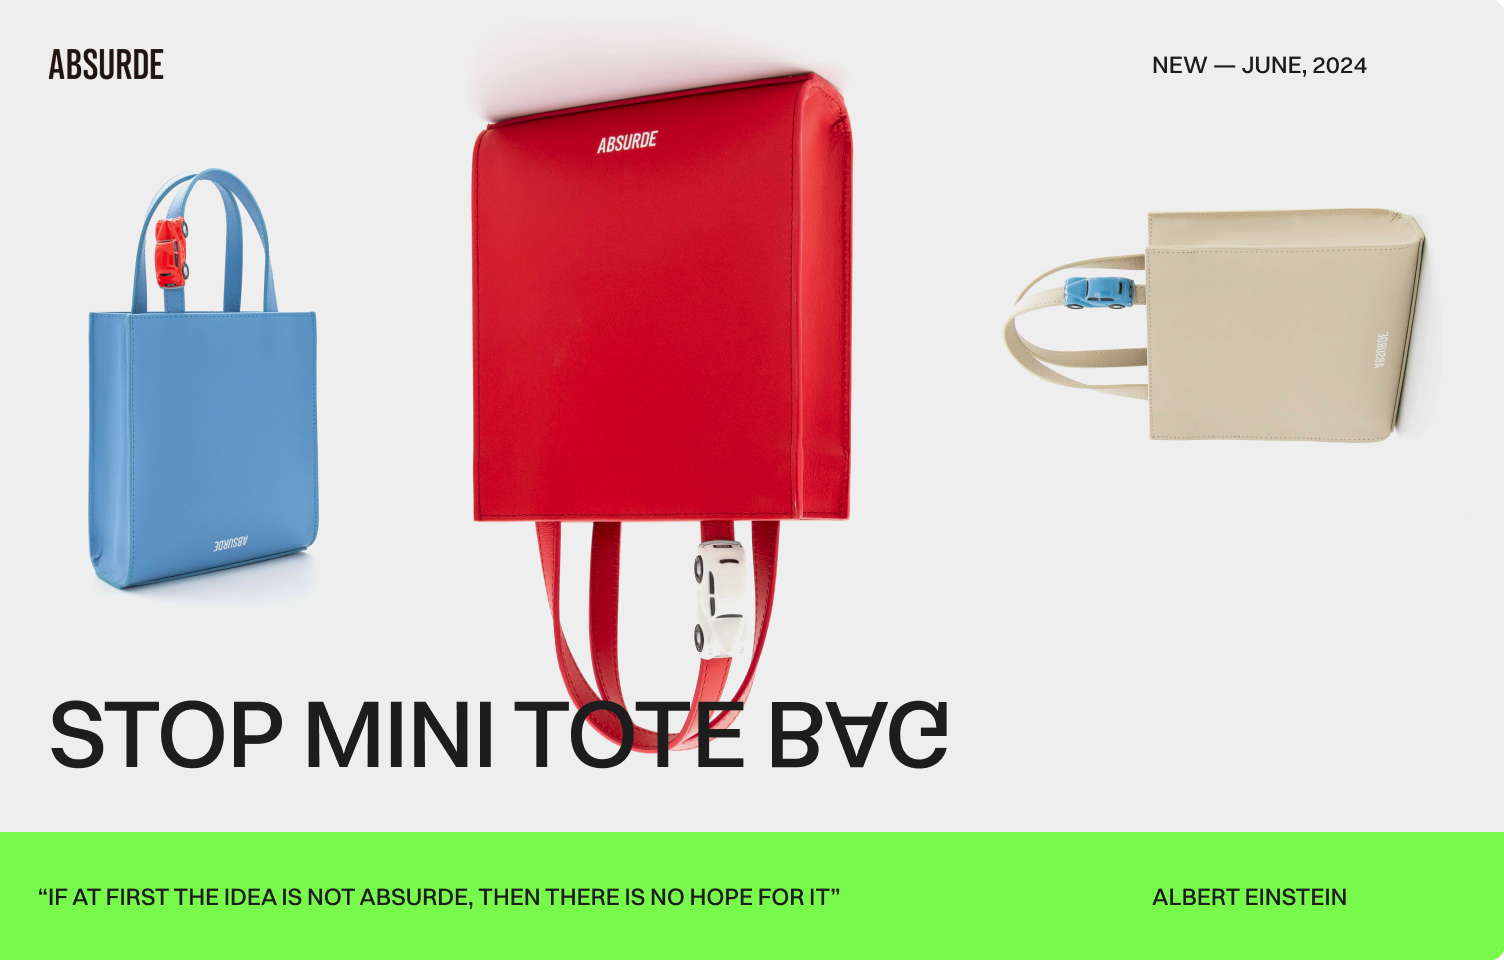 ABSURDE
NEW — JUNE, 2024
ABSURDE
ABSURDE
ABSURDE
STOP MINI TOTE BAG
“IF AT FIRST THE IDEA IS NOT ABSURDE, THEN THERE IS NO HOPE FOR IT”
ALBERT EINSTEIN